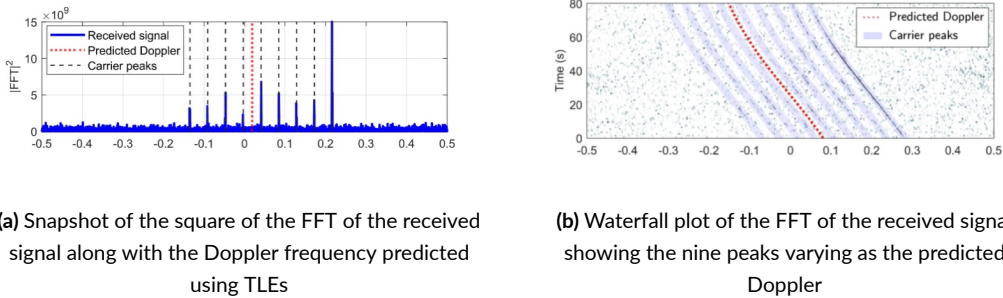 ×10⁹
15
10
5
0
|FFT|²
Received signal
Predicted Doppler
Carrier peaks
-0.5 -0.4 -0.3 -0.2 -0.1 0 0.1 0.2 0.3 0.4 0.5
80
60
40
20
0
Time (s)
Predicted Doppler
Carrier peaks
-0.5 -0.4 -0.3 -0.2 -0.1 0 0.1 0.2 0.3 0.4 0.5
(a) Snapshot of the square of the FFT of the received
signal along with the Doppler frequency predicted
using TLEs
(b) Waterfall plot of the FFT of the received signa
showing the nine peaks varying as the predicted
Doppler